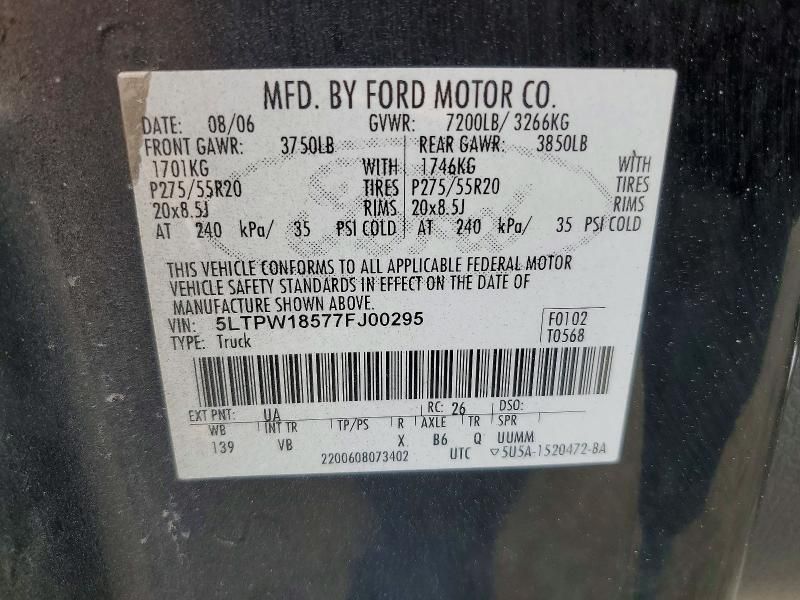 MFD. BY FORD MOTOR CO.
DATE: 08/06 GVWR: 7200LB/ 3266KG
FRONT GAWR: 3750LB REAR GAWR: 3850LB
1701KG WITH 1746KG WITH
P275/55R20 TIRES P275/55R20 TIRES
20x8.5J RIMS 20x8.5J RIMS
AT 240 kPa/ 35 PSI COLD AT 240 kPa/ 35 PSI COLD
THIS VEHICLE CONFORMS TO ALL APPLICABLE FEDERAL MOTOR
VEHICLE SAFETY STANDARDS IN EFFECT ON THE DATE OF
MANUFACTURE SHOWN ABOVE.
VIN: 5LTPW18577FJ00295 F0102
TYPE: Truck T0568
EXT PNT: UA RC: 26 DSO:
WB INT TR TP/PS R AXLE TR SPR
139 VB X B6 Q UUMM
2200608073402 UTC ▽5U5A-1520472-BA